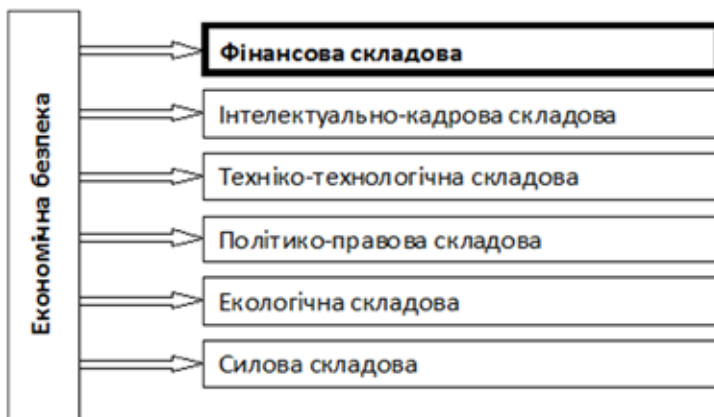 Економічна безпека
Фінансова складова
Інтелектуально-кадрова складова
Техніко-технологічна складова
Політико-правова складова
Екологічна складова
Силова складова